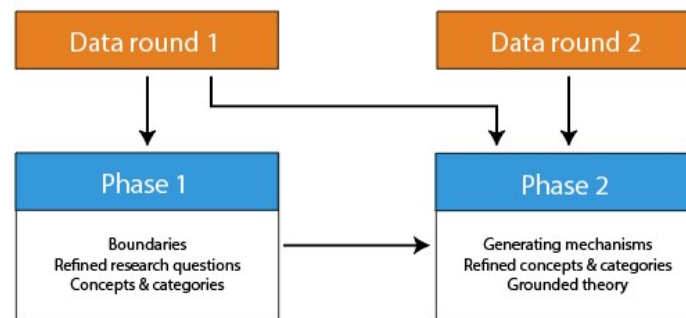 Data round 1
Data round 2
Phase 1
Boundaries
Refined research questions
Concepts & categories
Phase 2
Generating mechanisms
Refined concepts & categories
Grounded theory